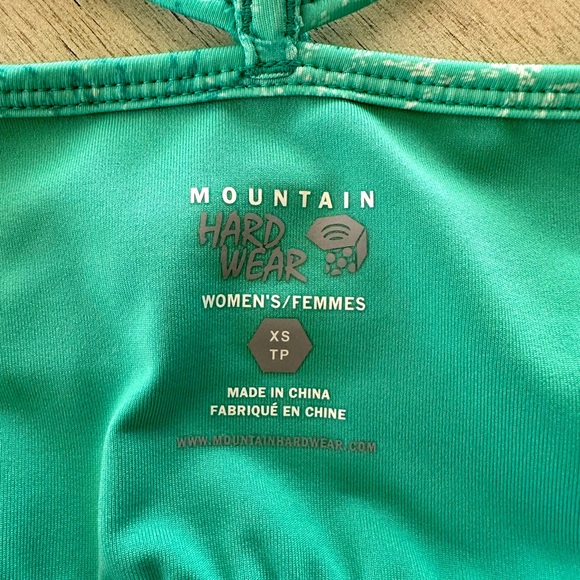 MOUNTAIN
HARD
WEAR
WOMEN'S/FEMMES
XS
TP
MADE IN CHINA
FABRIQUÉ EN CHINE
WWW.MOUNTAINHARDWEAR.COM